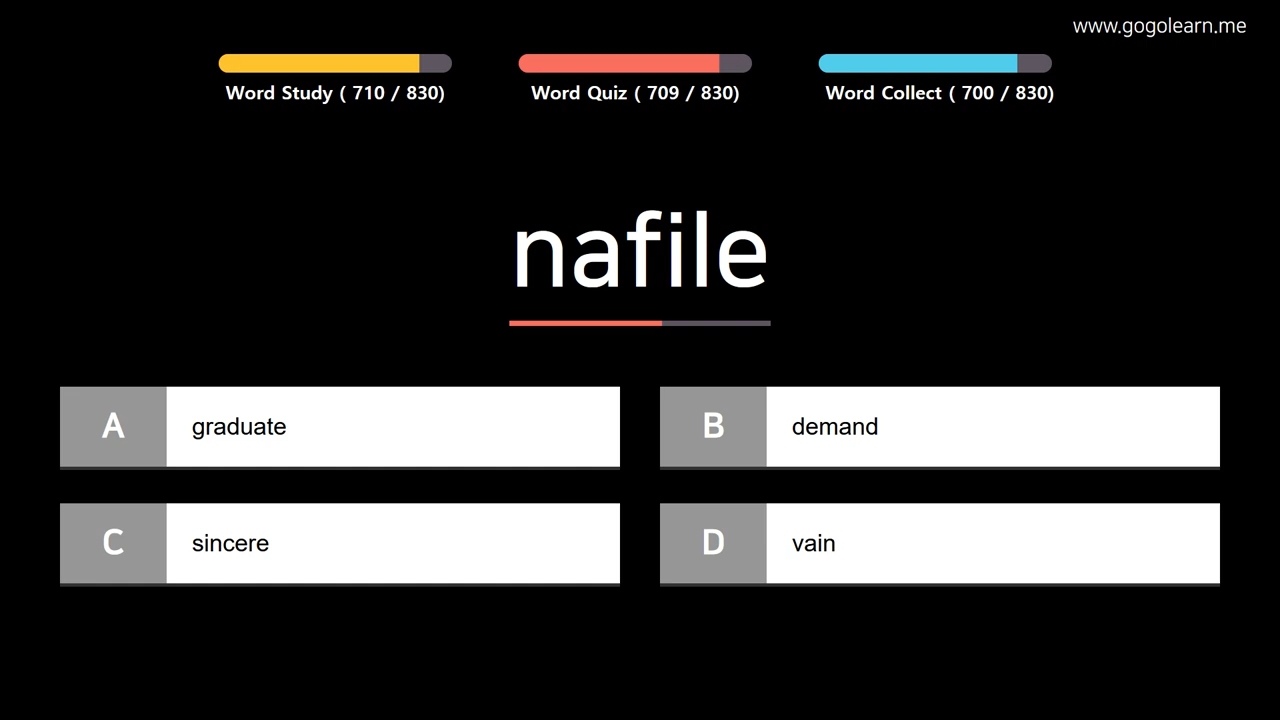 www.gogolearn.me
Word Study ( 710 / 830)
Word Quiz ( 709 / 830)
Word Collect ( 700 / 830)
nafile
A graduate
B demand
C sincere
D vain